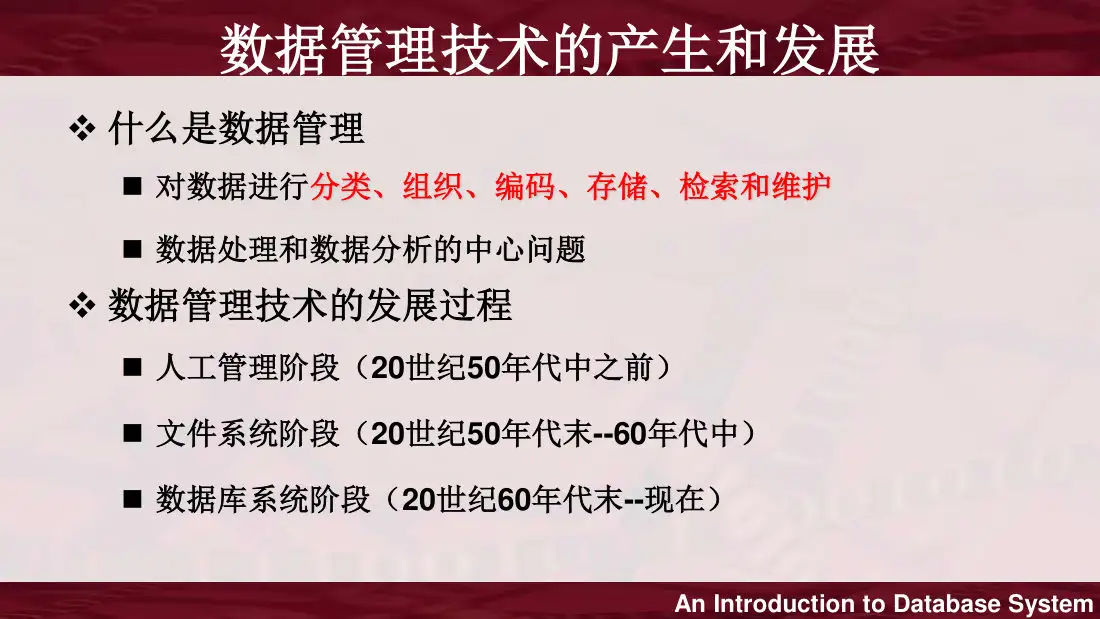 数据管理技术的产生和发展
什么是数据管理
对数据进行分类、组织、编码、存储、检索和维护
数据处理和数据分析的中心问题
数据管理技术的发展过程
人工管理阶段（20世纪50年代中之前）
文件系统阶段（20世纪50年代末--60年代中）
数据库系统阶段（20世纪60年代末--现在）
An Introduction to Database System